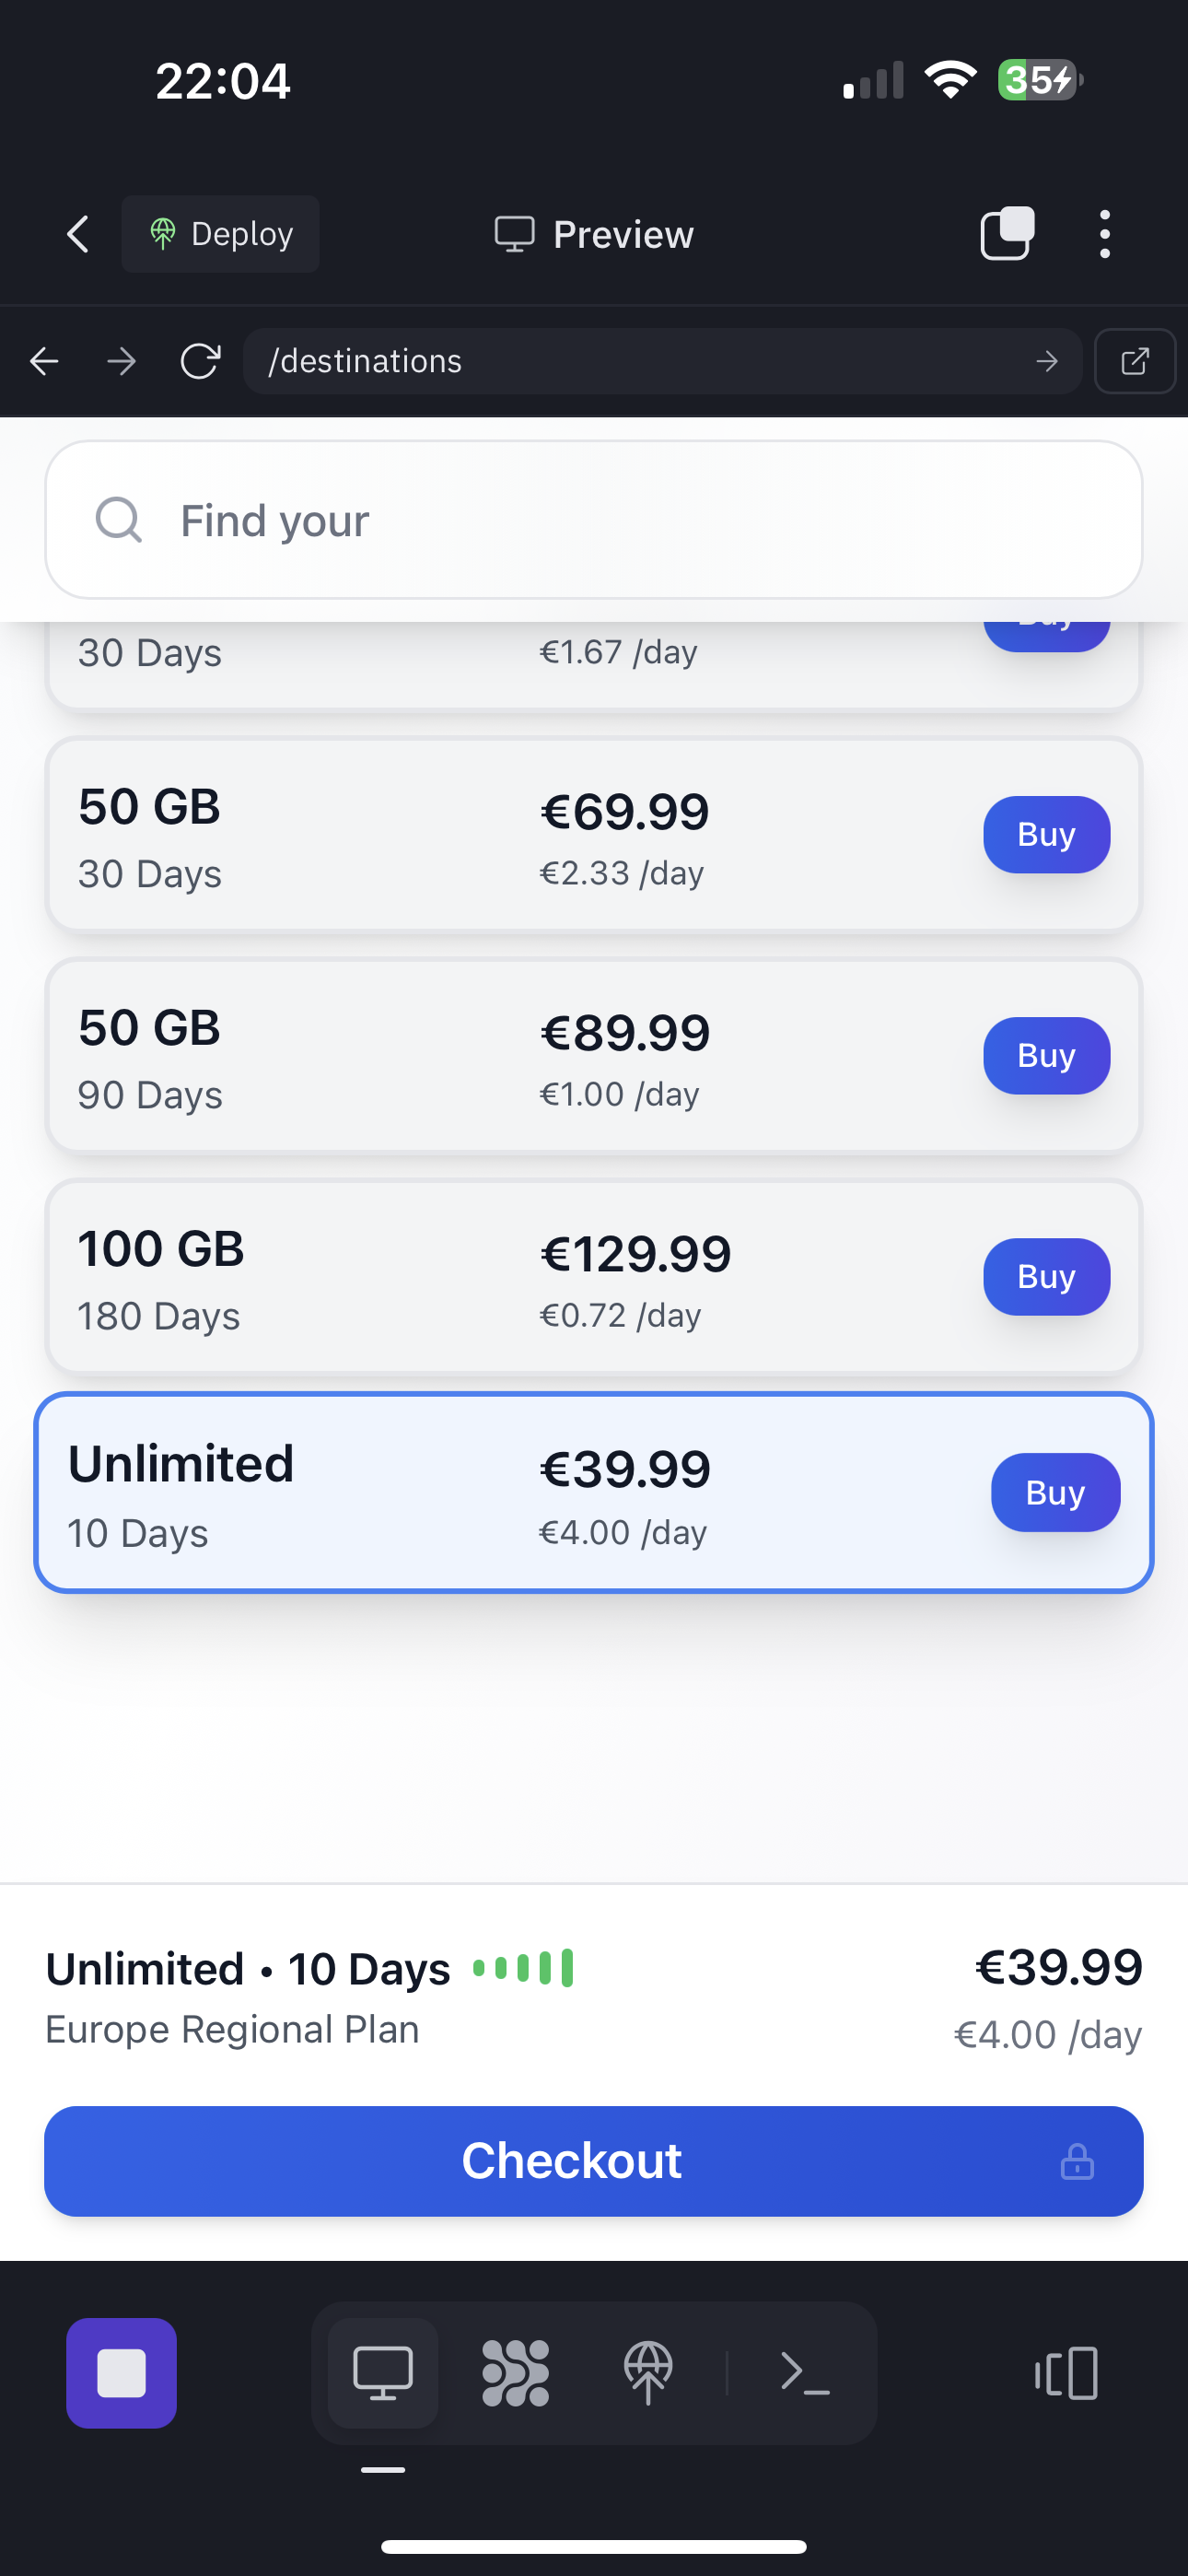 22:04
35
Deploy
Preview
/destinations
Find your
Buy
30 Days
€1.67 /day
50 GB
€69.99
30 Days
€2.33 /day
Buy
50 GB
€89.99
90 Days
€1.00 /day
Buy
100 GB
€129.99
180 Days
€0.72 /day
Buy
Unlimited
€39.99
10 Days
€4.00 /day
Buy
Unlimited • 10 Days
€39.99
Europe Regional Plan
€4.00 /day
Checkout